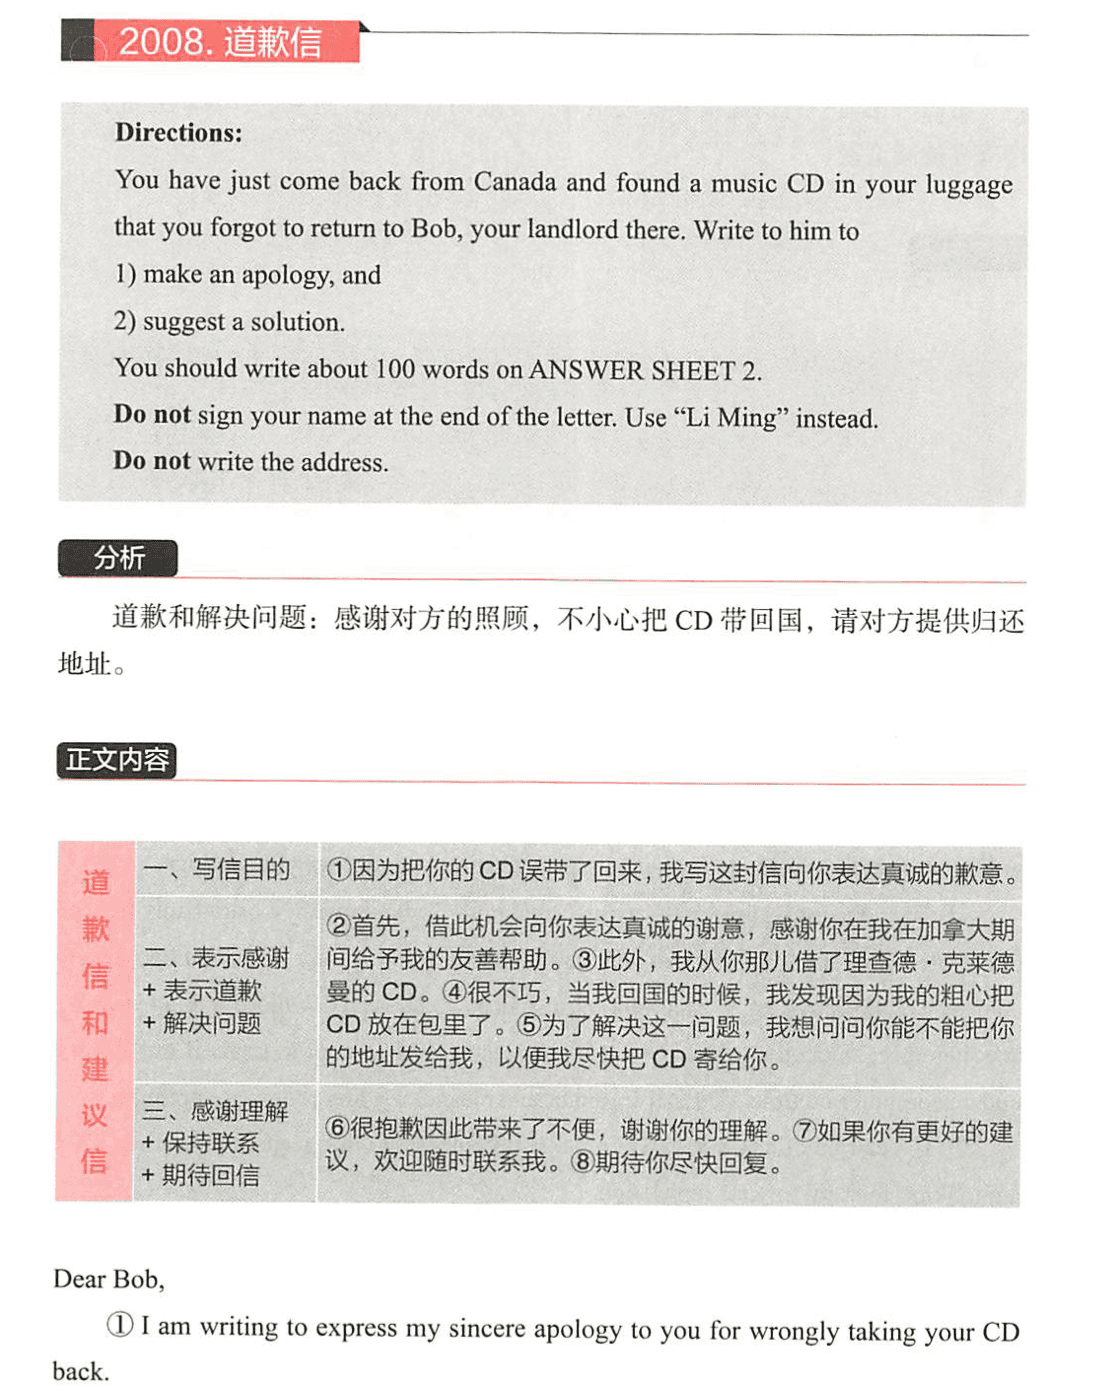 2008. 道歉信
Directions:
You have just come back from Canada and found a music CD in your luggage
that you forgot to return to Bob, your landlord there. Write to him to
1) make an apology, and
2) suggest a solution.
You should write about 100 words on ANSWER SHEET 2.
Do not sign your name at the end of the letter. Use “Li Ming” instead.
Do not write the address.
分析
道歉和解决问题：感谢对方的照顾，不小心把 CD 带回国，请对方提供归还
地址。
正文内容
道歉信和建议信
一、写信目的
①因为把你的 CD 误带了回来，我写这封信向你表达真诚的歉意。
二、表示感谢
+ 表示道歉
+ 解决问题
②首先，借此机会向你表达真诚的谢意，感谢你在我在加拿大期
间给予我的友善帮助。③此外，我从你那儿借了理查德·克莱德
曼的 CD。④很不巧，当我回国的时候，我发现因为我的粗心把
CD 放在包里了。⑤为了解决这一问题，我想问问你能不能把你
的地址发给我，以便我尽快把 CD 寄给你。
三、感谢理解
+ 保持联系
+ 期待回信
⑥很抱歉因此带来了不便，谢谢你的理解。⑦如果你有更好的建
议，欢迎随时联系我。⑧期待你尽快回复。
Dear Bob,
① I am writing to express my sincere apology to you for wrongly taking your CD
back.